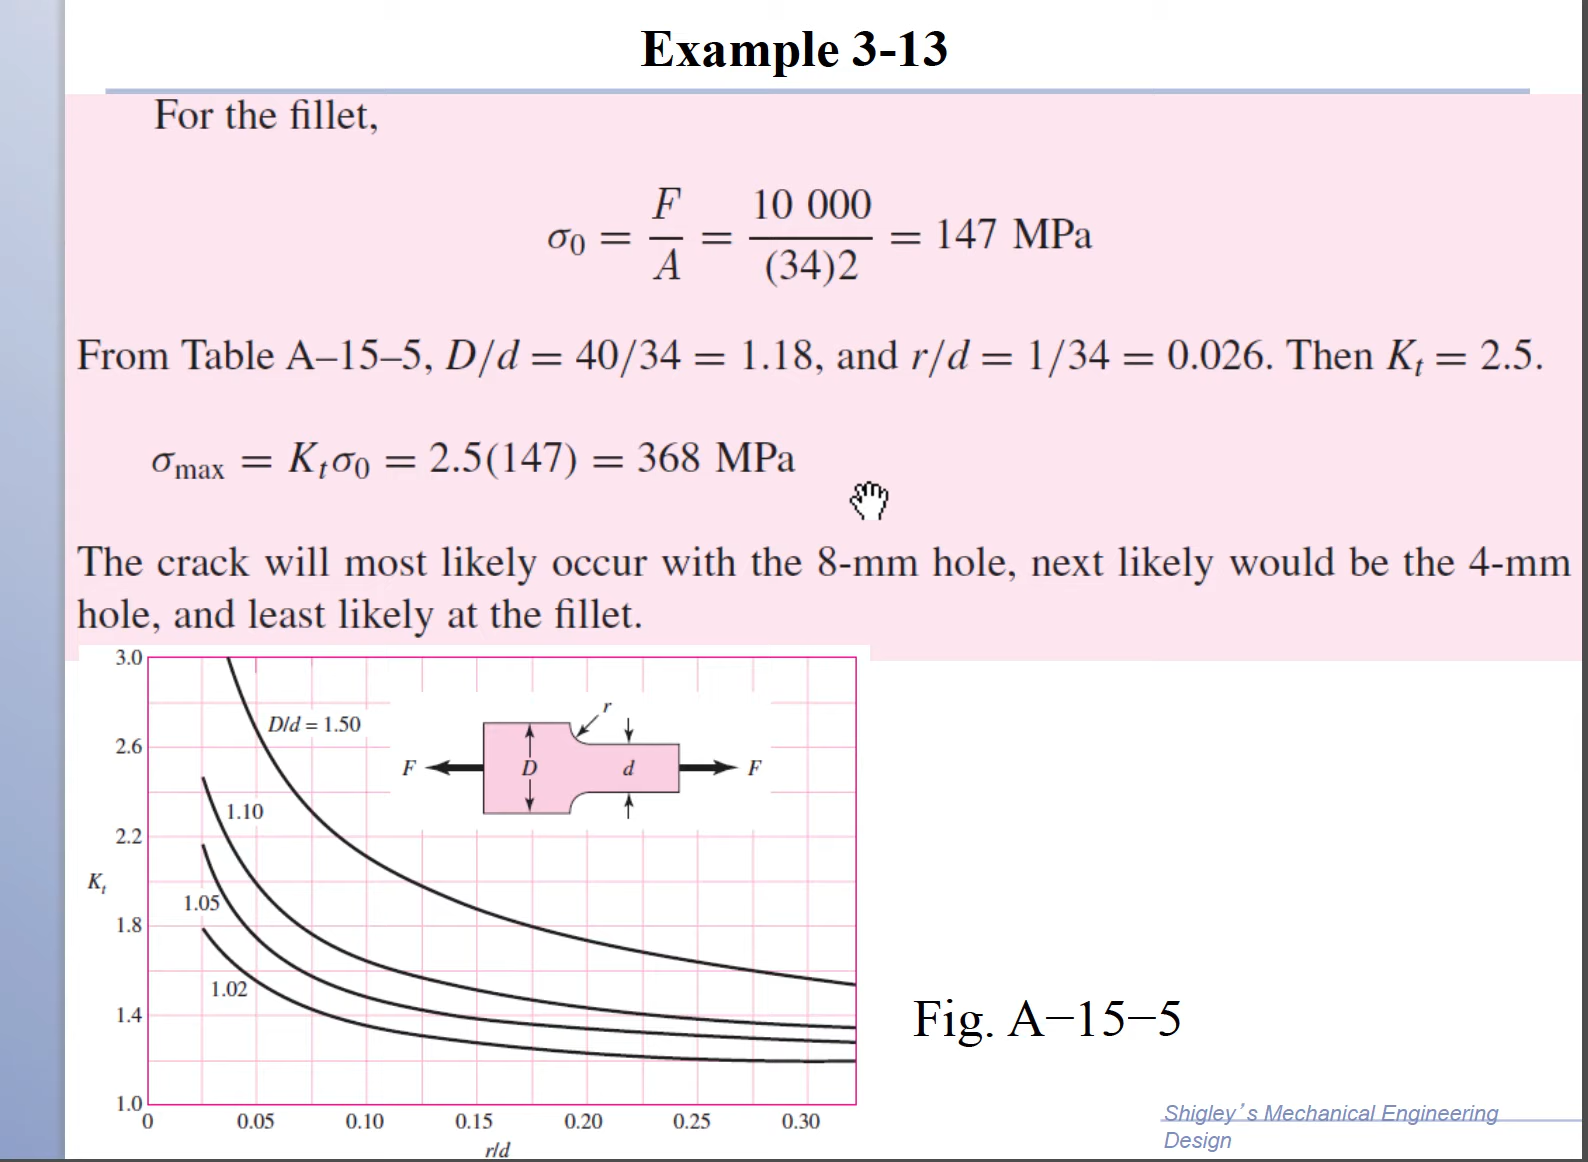 Example 3-13
For the fillet,
σ0 = F/A = 10 000/(34)2 = 147 MPa
From Table A–15–5, D/d = 40/34 = 1.18, and r/d = 1/34 = 0.026. Then Kt = 2.5.
σmax = Ktσ0 = 2.5(147) = 368 MPa
The crack will most likely occur with the 8-mm hole, next likely would be the 4-mm
hole, and least likely at the fillet.
3.0
2.6
2.2
Kt
1.8
1.4
1.0
D/d = 1.50
1.10
1.05
1.02
r
F
D
d
F
0
0.05
0.10
0.15
0.20
0.25
0.30
r/d
Fig. A−15−5
Shigley's Mechanical Engineering
Design